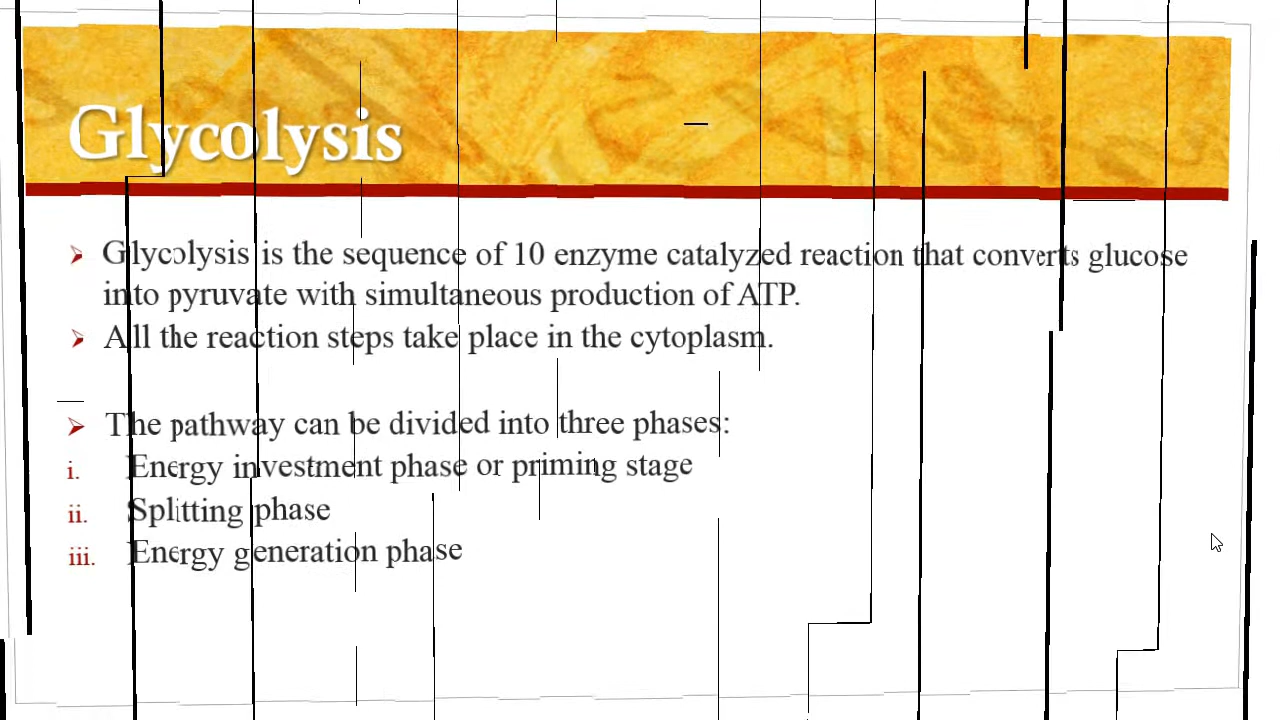 Glycolysis
➢ Glycolysis is the sequence of 10 enzyme catalyzed reaction that converts glucose
into pyruvate with simultaneous production of ATP.
➢ All the reaction steps take place in the cytoplasm.
➢ The pathway can be divided into three phases:
i. Energy investment phase or priming stage
ii. Splitting phase
iii. Energy generation phase